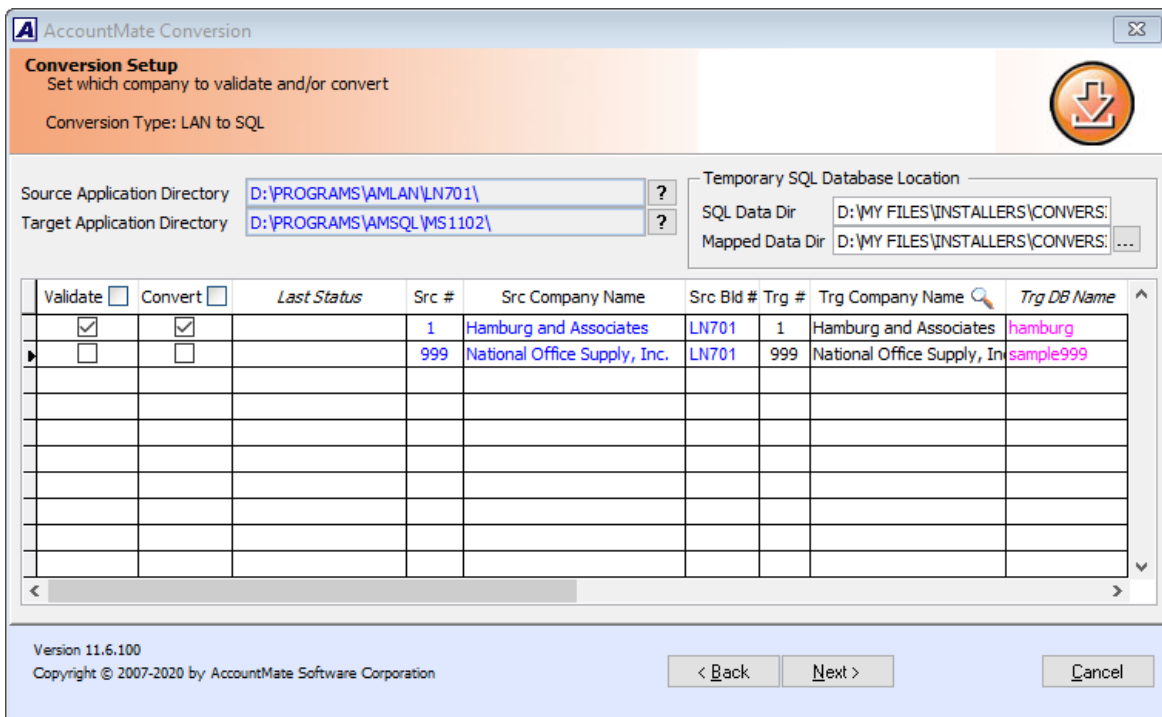 AccountMate Conversion
Conversion Setup
Set which company to validate and/or convert
Conversion Type: LAN to SQL
Source Application Directory D:\PROGRAMS\AMLAN\LN701\ ?
Target Application Directory D:\PROGRAMS\AMSQL\MS1102\ ?
Temporary SQL Database Location
SQL Data Dir D:\MY FILES\INSTALLERS\CONVERS
Mapped Data Dir D:\MY FILES\INSTALLERS\CONVERS ...
Validate Convert Last Status Src # Src Company Name Src Bld # Trg # Trg Company Name Trg DB Name
1 Hamburg and Associates LN701 1 Hamburg and Associates hamburg
999 National Office Supply, Inc. LN701 999 National Office Supply, In sample999
Version 11.6.100
Copyright © 2007-2020 by AccountMate Software Corporation
< Back Next > Cancel